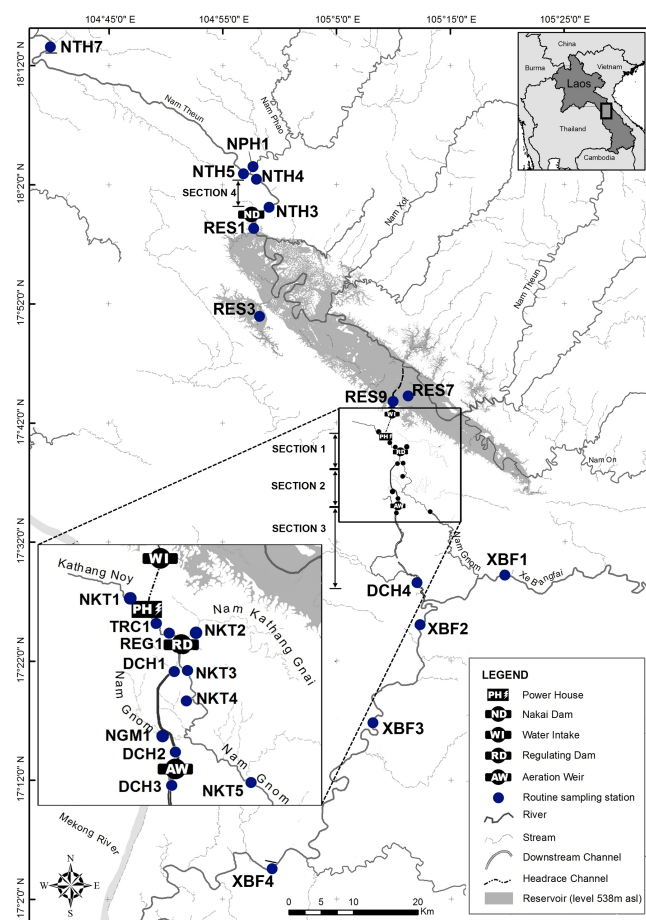 104°45'E 104°55'E 105°5'E 105°15'E 105°25'E
18°12'N
18°2'0 N
17°52'0 N
17°42'0 N
17°32'0 N
17°22'0 N
17°12'0 N
17°2'0 N
NTH7
Nam Theun
Nam Phao
NPH1
NTH5
NTH4
SECTION 4
NTH3
ND
RES1
Nam Xot
Nam Theun
RES3
RES9
RES7
WI
PH
RD
AW
SECTION 1
SECTION 2
SECTION 3
Nam On
Nam Gnom
XBF1
Xe Bangfai
DCH4
XBF2
XBF3
XBF4
Mekong River
China
Burma
Vietnam
Laos
Thailand
Cambodia
WI
Kathang Noy
NKT1
PH
Nam Kathang Gnai
TRC1
NKT2
REG1
RD
DCH1
NKT3
NKT4
Nam Gnom
NGM1
DCH2
Nam Gnom
AW
DCH3
NKT5
LEGEND
PH Power House
ND Nakai Dam
WI Water Intake
RD Regulating Dam
AW Aeration Weir
Routine sampling station
River
Stream
Downstream Channel
Headrace Channel
Reservoir (level 538m asl)
N
W E
S
0 5 10 20
Km